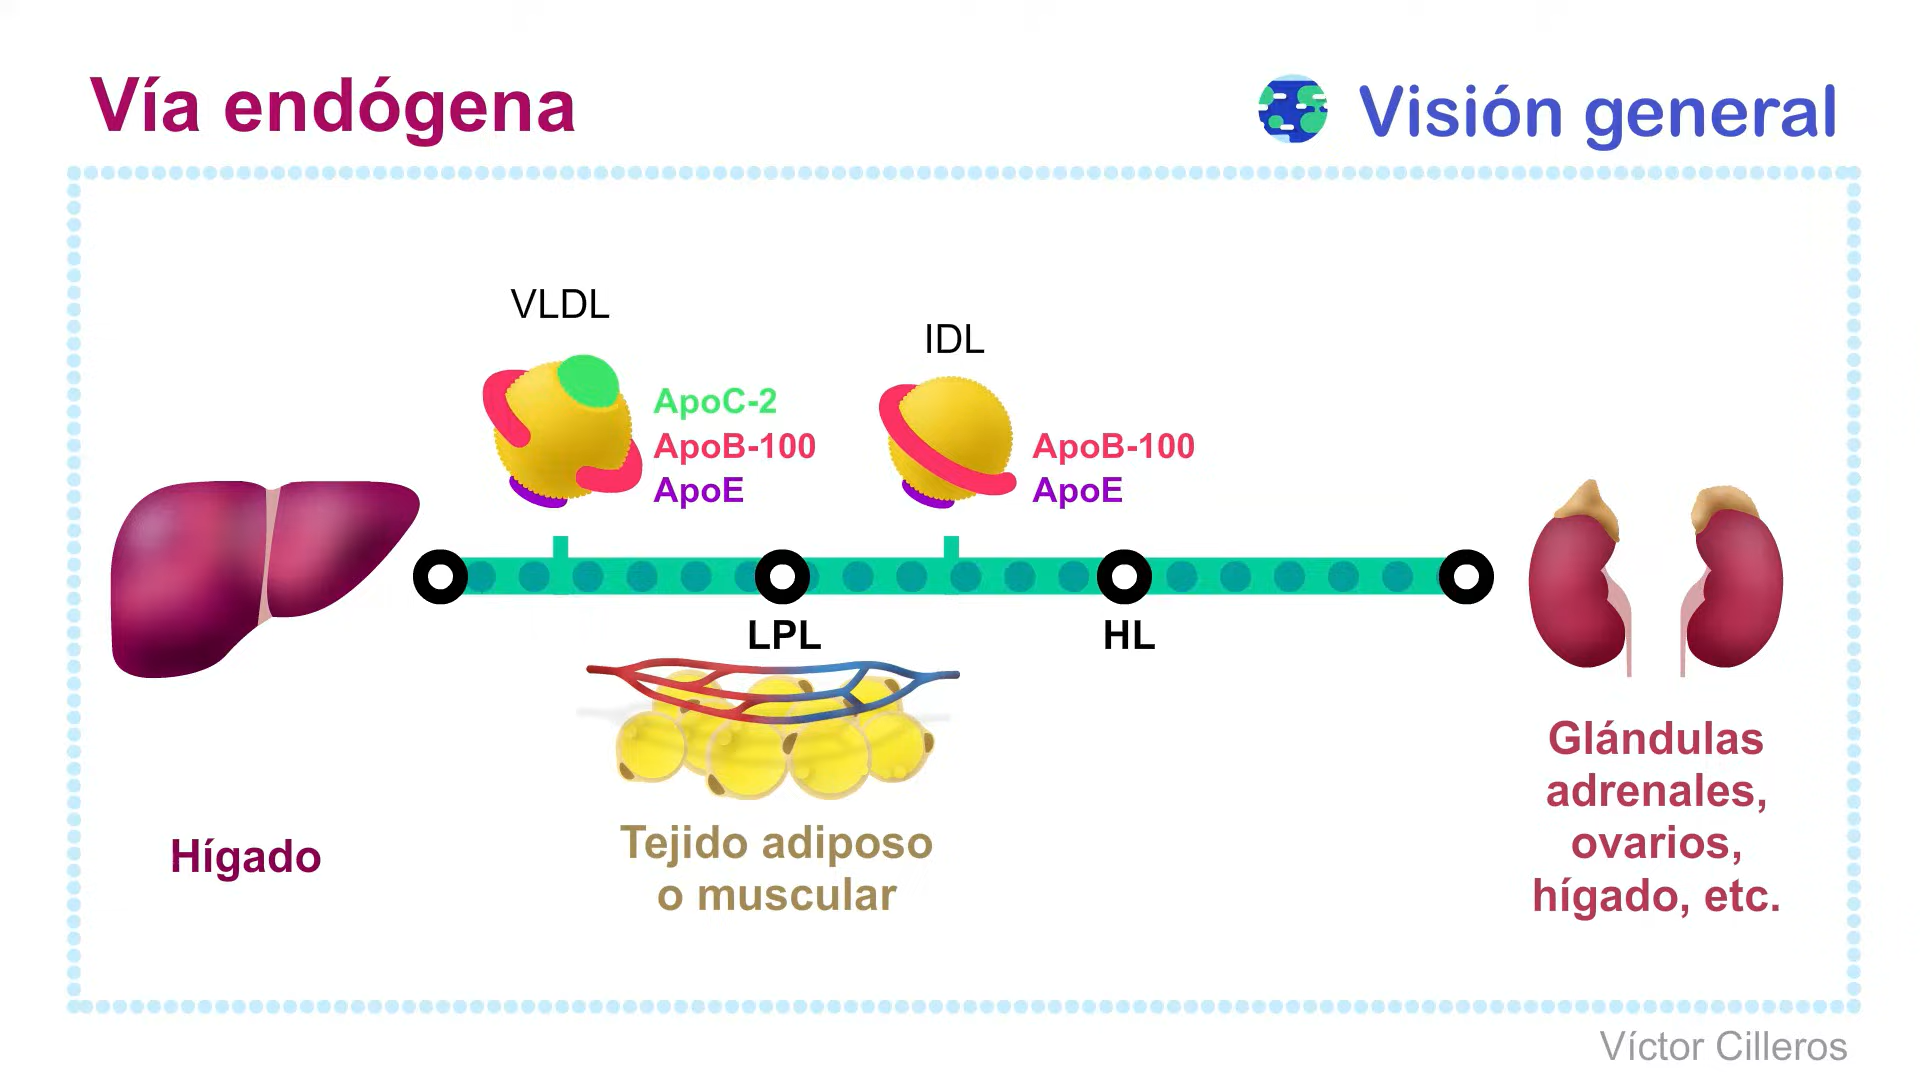 Vía endógena
Visión general
VLDL
IDL
ApoC-2
ApoB-100
ApoE
ApoB-100
ApoE
LPL
HL
Hígado
Tejido adiposo
o muscular
Glándulas
adrenales,
ovarios,
hígado, etc.
Víctor Cilleros